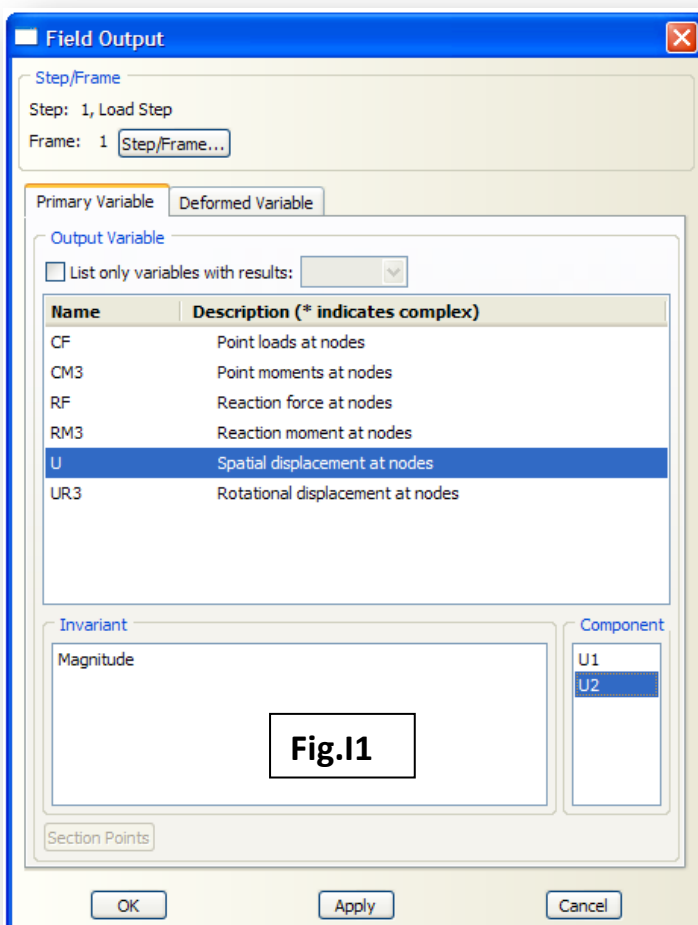 Field Output
Step/Frame
Step: 1, Load Step
Frame: 1 Step/Frame...
Primary Variable Deformed Variable
Output Variable
List only variables with results:
Name Description (* indicates complex)
CF Point loads at nodes
CM3 Point moments at nodes
RF Reaction force at nodes
RM3 Reaction moment at nodes
U Spatial displacement at nodes
UR3 Rotational displacement at nodes
Invariant Component
Magnitude U1
U2
Fig.I1
Section Points
OK Apply Cancel